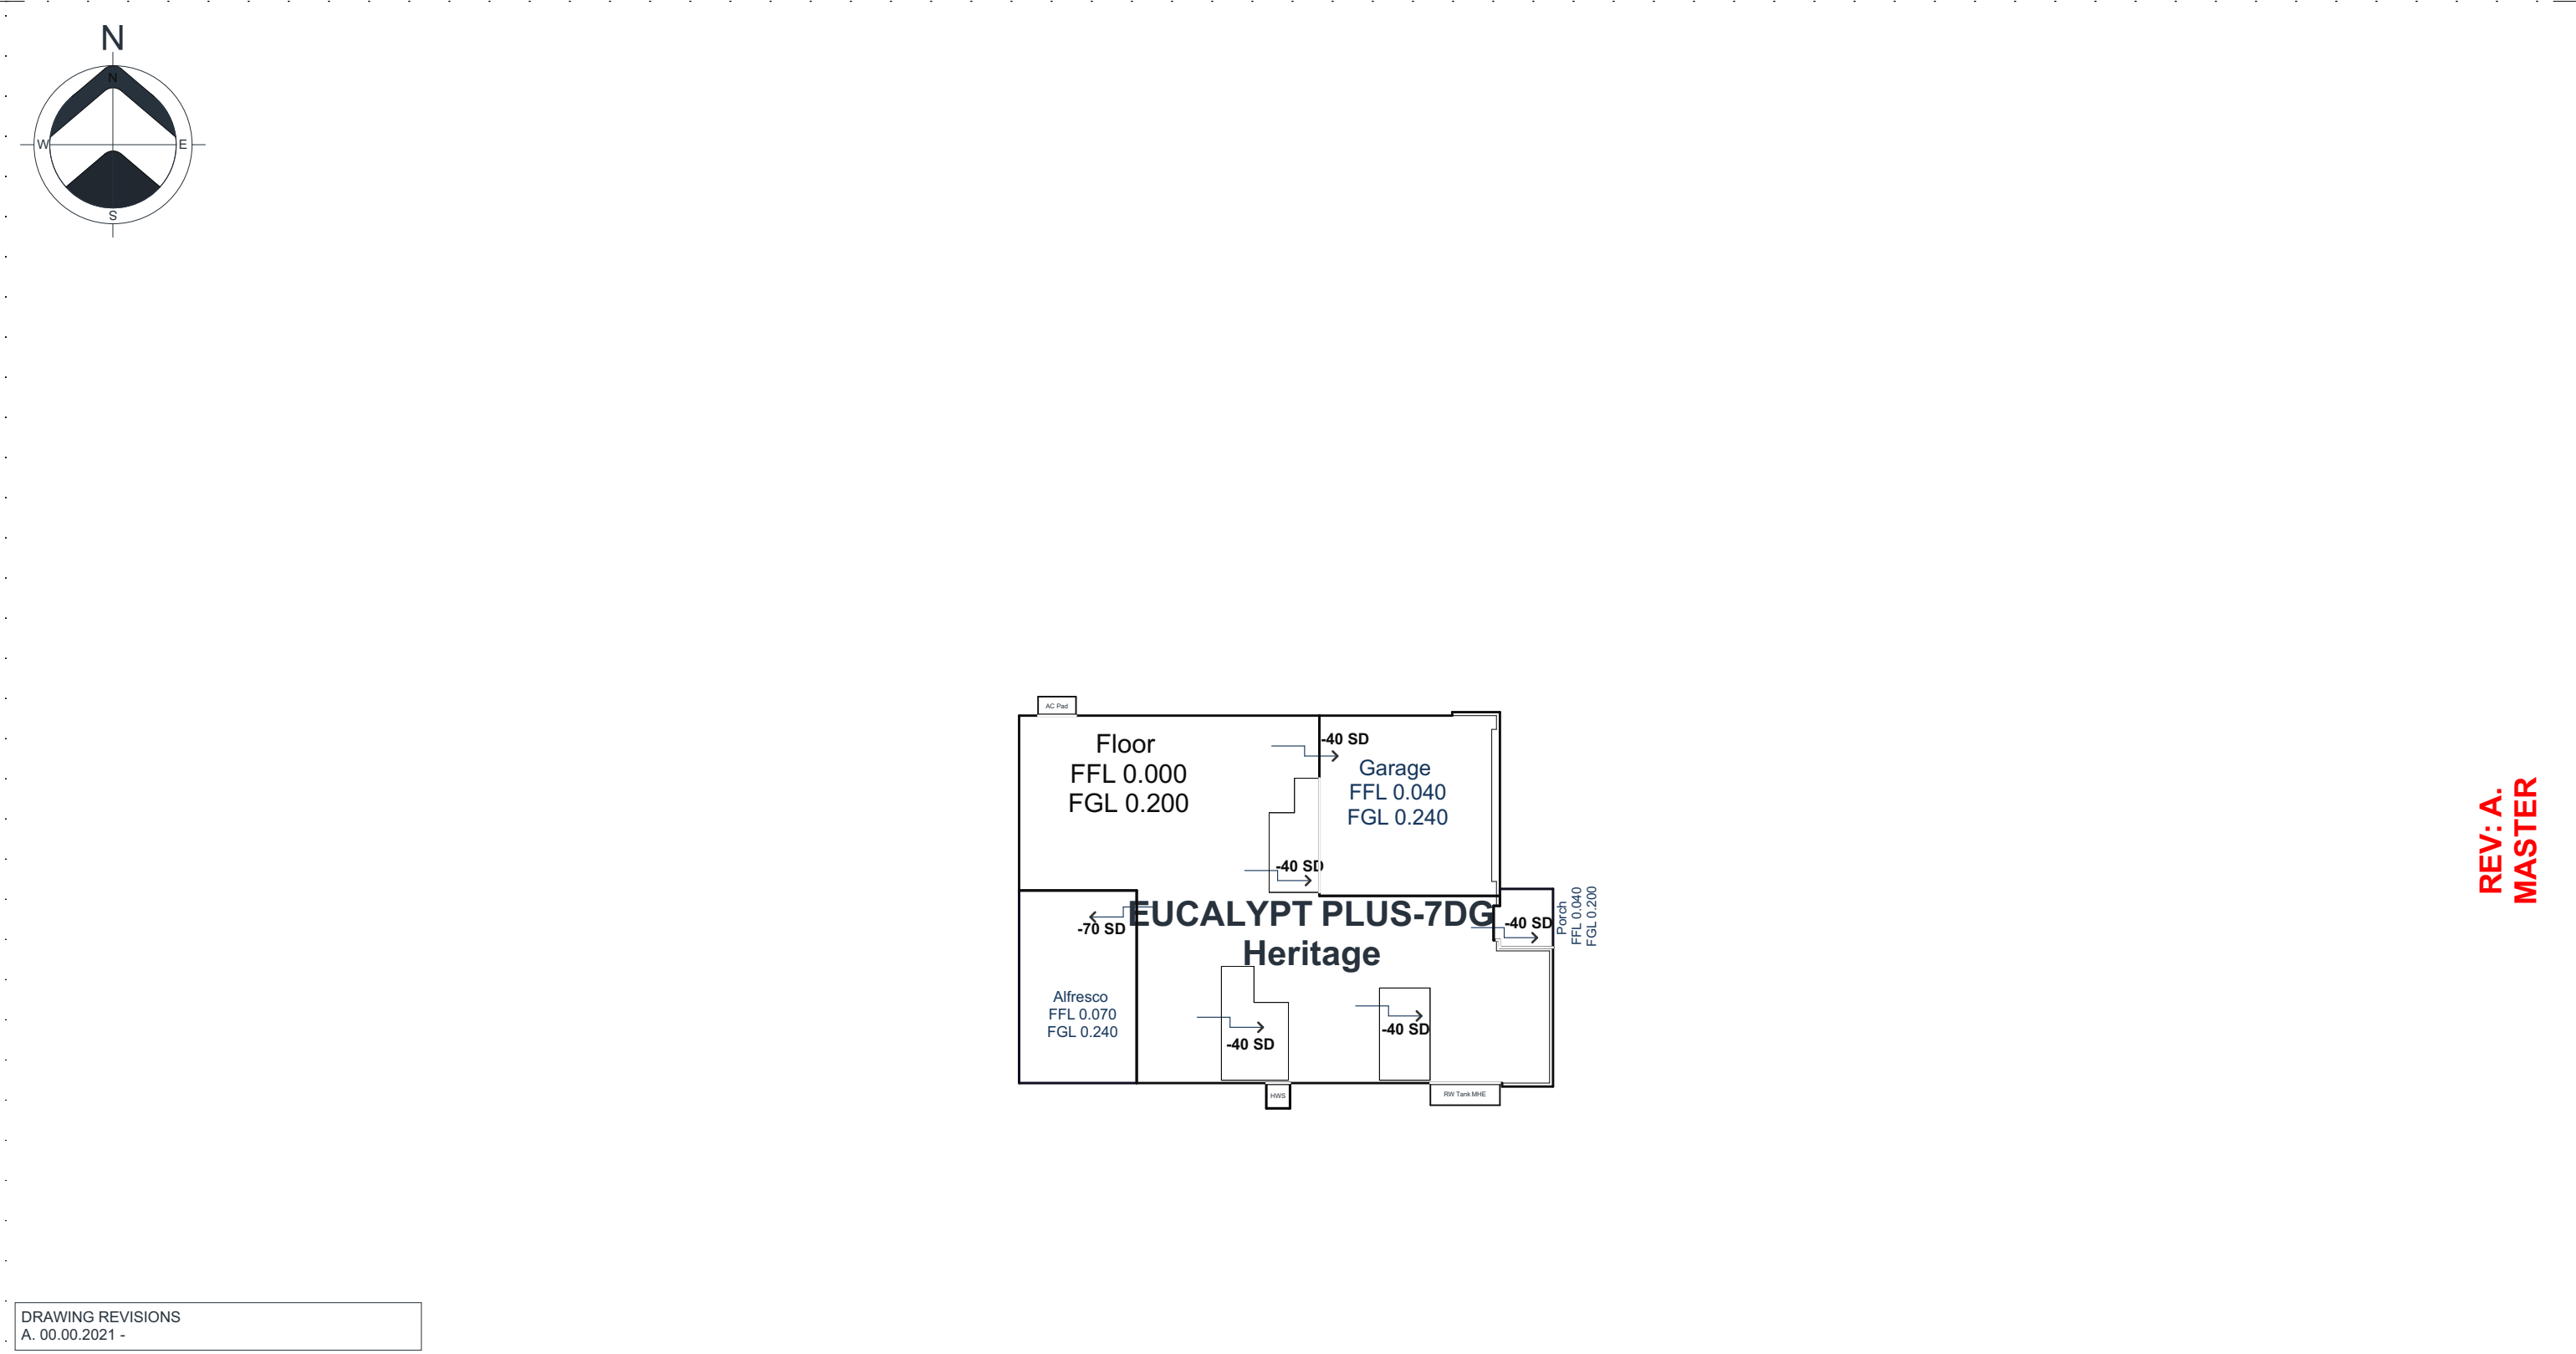 N
N
W
E
S
AC Pad
Floor
FFL 0.000
FGL 0.200
-40 SD
Garage
FFL 0.040
FGL 0.240
-40 SD
EUCALYPT PLUS-7DG
Heritage
-70 SD
-40 SD
Porch
FFL 0.040
FGL 0.200
Alfresco
FFL 0.070
FGL 0.240
-40 SD
-40 SD
HWS
RW Tank MHE
REV: A.
MASTER
DRAWING REVISIONS
A. 00.00.2021 -